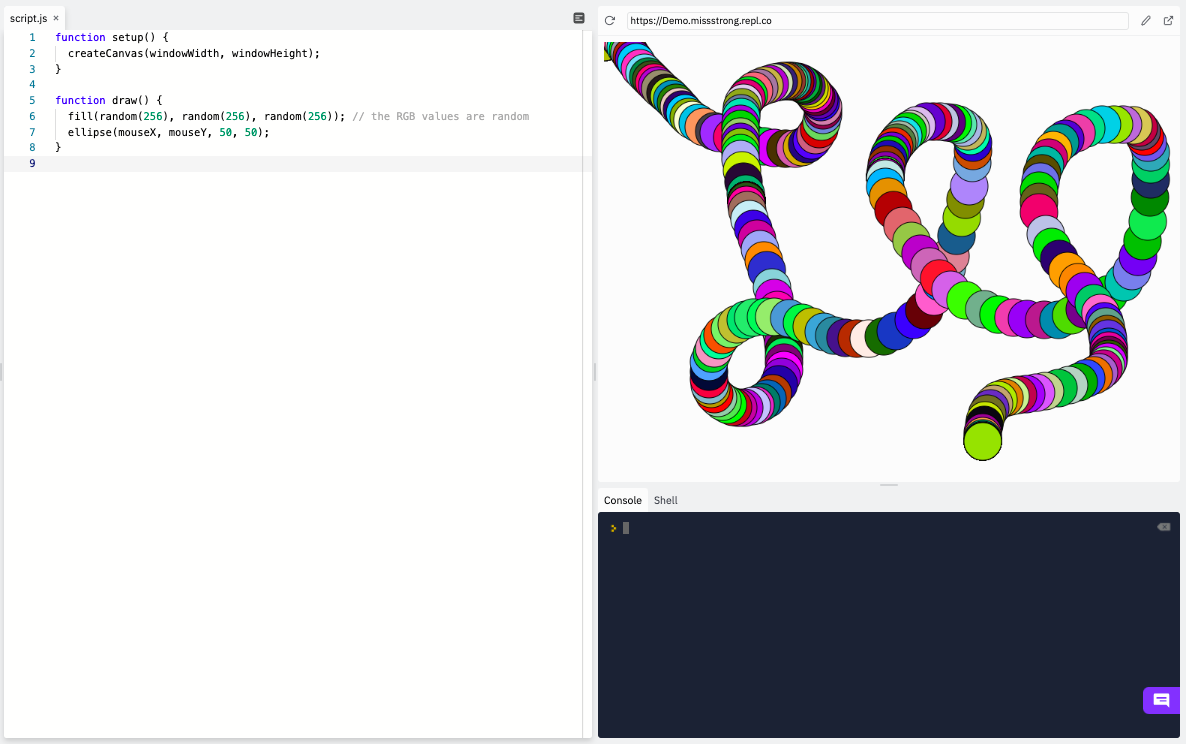 script.js ×
1 function setup() {
2 createCanvas(windowWidth, windowHeight);
3 }
4
5 function draw() {
6 fill(random(256), random(256), random(256)); // the RGB values are random
7 ellipse(mouseX, mouseY, 50, 50);
8 }
9
https://Demo.missstrong.repl.co
Console Shell
>